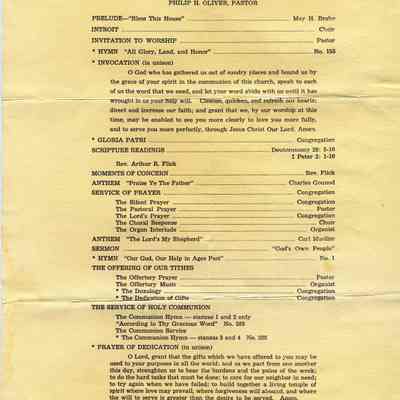 PHILIP H. OLIVER, PASTOR
PRELUDE—"Bless This House" May H. Brehr
INTROIT Choir
INVITATION TO WORSHIP Pastor
* HYMN "All Glory, Laud, and Honor" No. 155
* INVOCATION (in unison)
O God who has gathered us out of sundry places and bound us by
the grace of your spirit in the communion of this church, speak to each
of us the word that we need, and let your word abide with us until it has
wrought in us your holy will. Cleanse, quicken, and refresh our hearts;
direct and increase our faith; and grant that we, by our worship at this
time, may be enabled to see you more clearly to love you more fully,
and to serve you more perfectly, through Jesus Christ Our Lord. Amen.
* GLORIA PATRI Congregation
SCRIPTURE READINGS Deuteronomy 29: 5-10
I Peter 2: 1-10
Rev. Arthur R. Flick
MOMENTS OF CONCERN Rev. Flick
ANTHEM "Praise Ye The Father" Charles Gounod
SERVICE OF PRAYER Congregation
The Silent Prayer Congregation
The Pastoral Prayer Pastor
The Lord's Prayer Congregation
The Choral Response Choir
The Organ Interlude Organist
ANTHEM "The Lord's My Shepherd" Carl Mueller
SERMON "God's Own People"
* HYMN "Our God, Our Help in Ages Past" No. 1
THE OFFERING OF OUR TITHES
The Offertory Prayer Pastor
The Offertory Music Organist
* The Doxology Congregation
* The Dedication of Gifts Congregation
THE SERVICE OF HOLY COMMUNION
The Communion Hymn — stanzas 1 and 2 only
"According to Thy Gracious Word" No.
The Communion Service
* The Communion Hymn — stanzas 3 and 4 No.
* PRAYER OF DEDICATION (in unison)
O Lord, grant that the gifts which we have offered to you may be
used to your purposes in all the world; and as we part from one another
this day, strengthen us to bear the burdens and the pains of the week;
to do the hard tasks that must be done; to care for our neighbor in need;
to try again when we have failed; to build together a living temple of
spirit where love may prevail, where forgiveness will abound, and where
the will to serve is greater than the desire to be served. Amen.